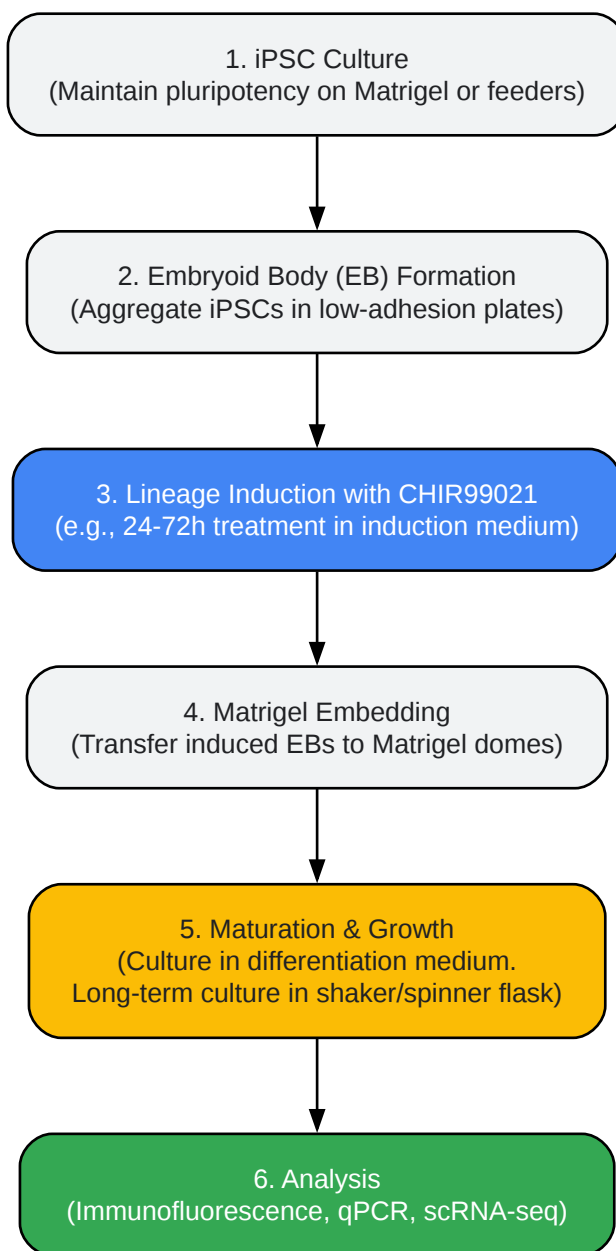 1. iPSC Culture
(Maintain pluripotency on Matrigel or feeders)
2. Embryoid Body (EB) Formation
(Aggregate iPSCs in low-adhesion plates)
3. Lineage Induction with CHIR99021
(e.g., 24-72h treatment in induction medium)
4. Matrigel Embedding
(Transfer induced EBs to Matrigel domes)
5. Maturation & Growth
(Culture in differentiation medium.
Long-term culture in shaker/spinner flask)
6. Analysis
(Immunofluorescence, qPCR, scRNA-seq)